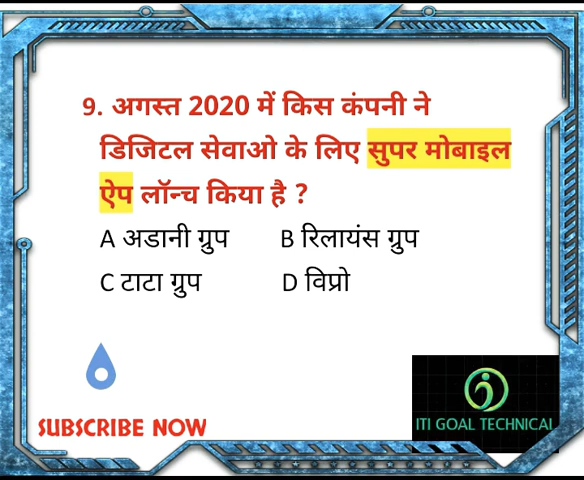 9. अगस्त 2020 में किस कंपनी ने
डिजिटल सेवाओ के लिए सुपर मोबाइल
ऐप लॉन्च किया है ?
A अडानी ग्रुप B रिलायंस ग्रुप
C टाटा ग्रुप D विप्रो
SUBSCRIBE NOW
ITI GOAL TECHNICAL